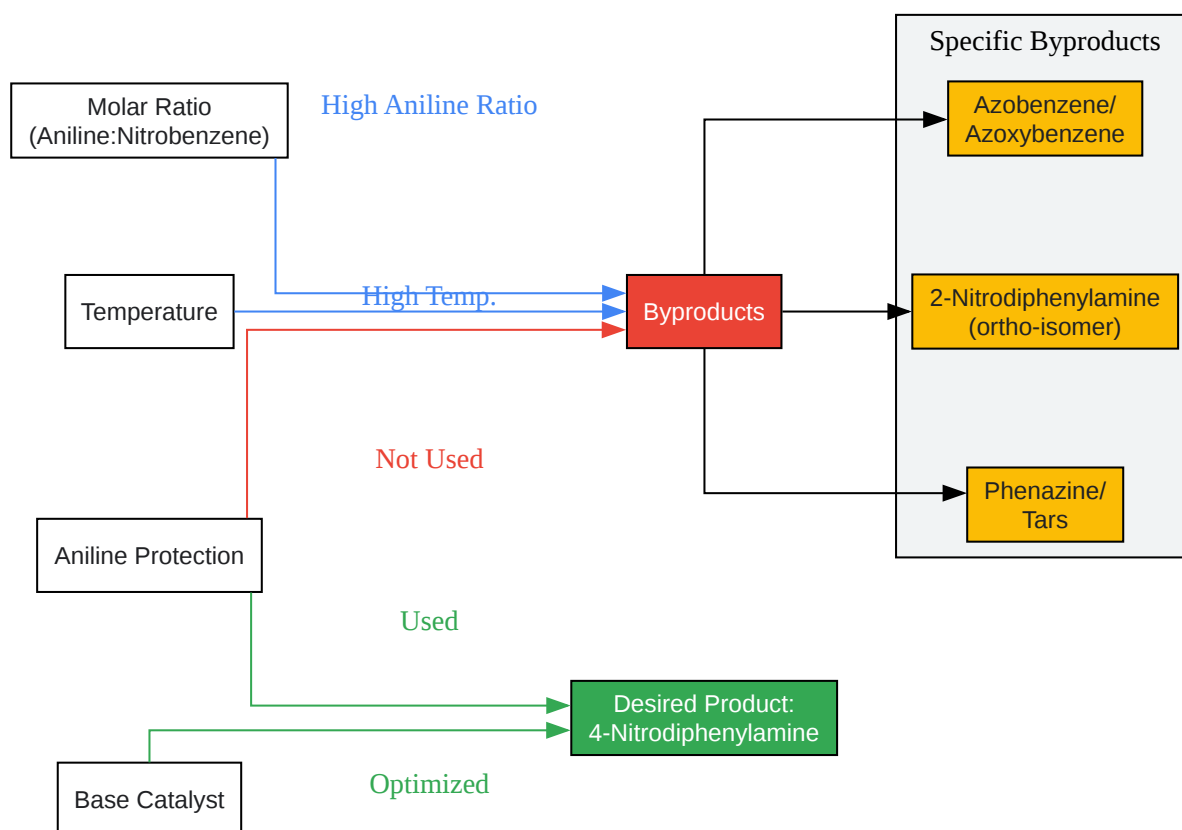 Specific Byproducts
Molar Ratio
(Aniline:Nitrobenzene)
High Aniline Ratio
Azobenzene/
Azoxybenzene
Temperature
High Temp.
Byproducts
2-Nitrodiphenylamine
(ortho-isomer)
Not Used
Phenazine/
Tars
Aniline Protection
Used
Desired Product:
4-Nitrodiphenylamine
Optimized
Base Catalyst